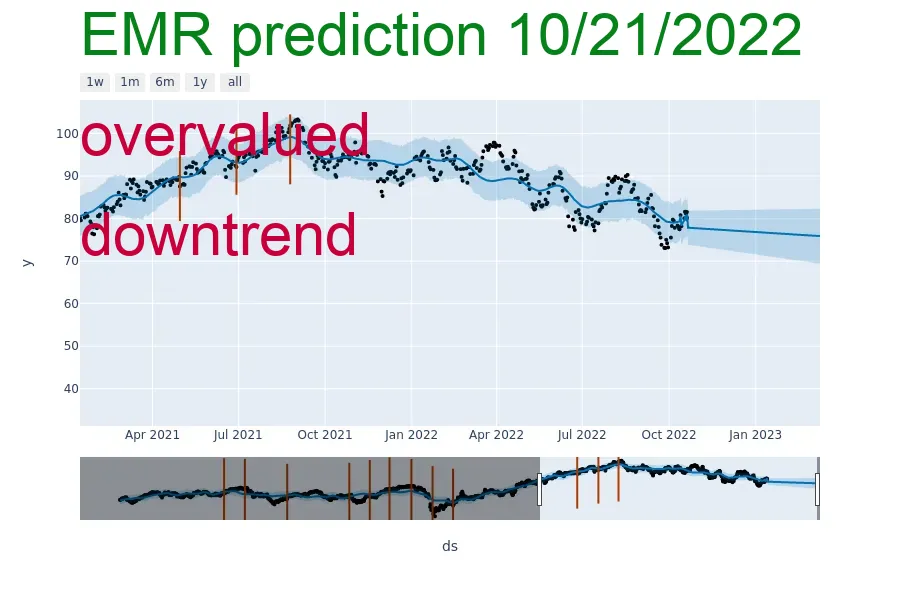 EMR prediction 10/21/2022
1w 1m 6m 1y all
overvalued
downtrend
100
90
80
70
60
50
40
y
Apr 2021 Jul 2021 Oct 2021 Jan 2022 Apr 2022 Jul 2022 Oct 2022 Jan 2023
ds